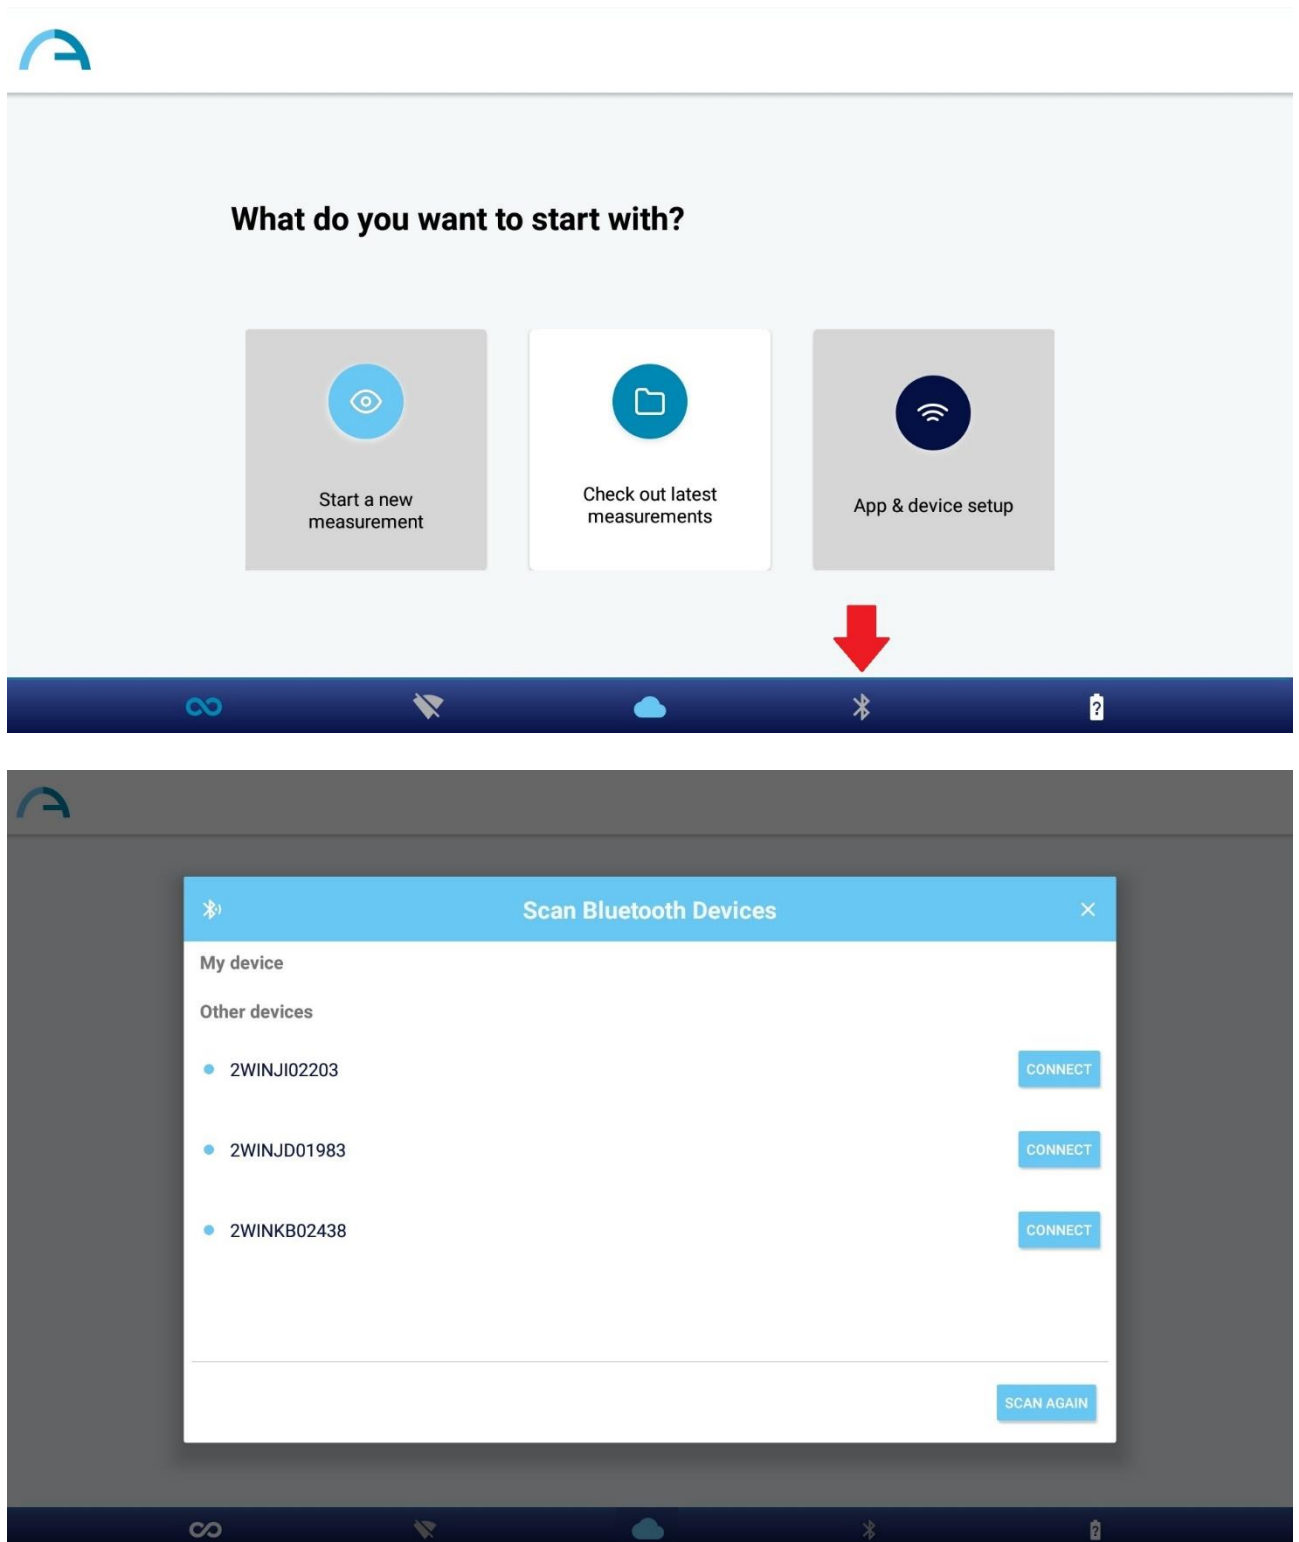 What do you want to start with?
Start a new
measurement
Check out latest
measurements
App & device setup
?
Scan Bluetooth Devices
My device
Other devices
2WINJI02203
CONNECT
2WINJD01983
CONNECT
2WINKB02438
CONNECT
SCAN AGAIN
?